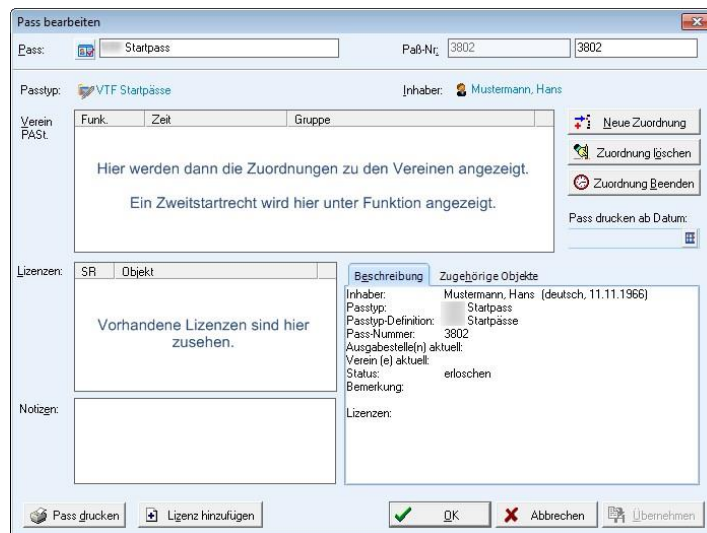 Pass bearbeiten
Pass: Startpass Paß-Nr: 3802 3802
Passtyp: VTF Startpässe Inhaber: Mustermann, Hans
Verein PASt.
Funk. Zeit Gruppe
Hier werden dann die Zuordnungen zu den Vereinen angezeigt.
Ein Zweitstartrecht wird hier unter Funktion angezeigt.
Neue Zuordnung
Zuordnung löschen
Zuordnung Beenden
Pass drucken ab Datum:
Lizenzen: SR Objekt
Vorhandene Lizenzen sind hier
zusehen.
Notizen:
Beschreibung Zugehörige Objekte
Inhaber: Mustermann, Hans (deutsch, 11.11.1966)
Passtyp: Startpass
Passtyp-Definition: Startpässe
Pass-Nummer: 3802
Ausgabestelle(n) aktuell:
Verein (e) aktuell:
Status: erloschen
Bemerkung:
Lizenzen:
Pass drucken Lizenz hinzufügen OK Abbrechen Übernehmen